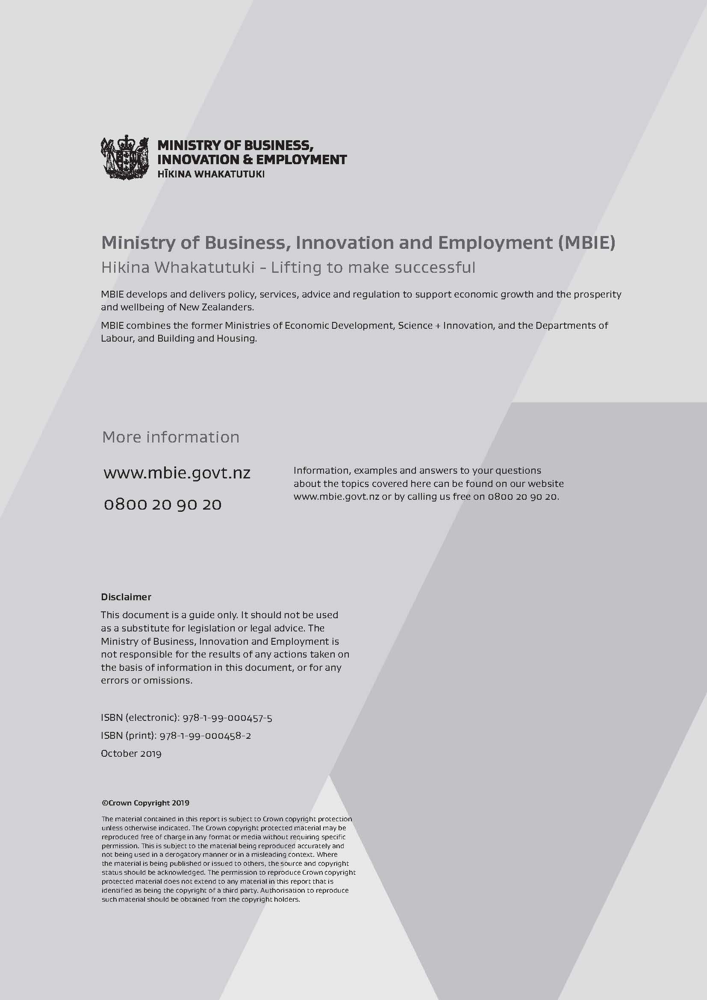 MINISTRY OF BUSINESS,
INNOVATION & EMPLOYMENT
HĪKINA WHAKATUTUKI
Ministry of Business, Innovation and Employment (MBIE)
Hikina Whakatutuki – Lifting to make successful
MBIE develops and delivers policy, services, advice and regulation to support economic growth and the prosperity
and wellbeing of New Zealanders.
MBIE combines the former Ministries of Economic Development, Science + Innovation, and the Departments of
Labour, and Building and Housing.
More information
www.mbie.govt.nz
0800 20 90 20
Information, examples and answers to your questions
about the topics covered here can be found on our website
www.mbie.govt.nz or by calling us free on 0800 20 90 20.
Disclaimer
This document is a guide only. It should not be used
as a substitute for legislation or legal advice. The
Ministry of Business, Innovation and Employment is
not responsible for the results of any actions taken on
the basis of information in this document, or for any
errors or omissions.
ISBN (electronic): 978-1-99-000457-5
ISBN (print): 978-1-99-000458-2
October 2019
©Crown Copyright 2019
The material contained in this report is subject to Crown copyright protection
unless otherwise indicated. The Crown copyright protected material may be
reproduced free of charge in any format or media without requiring specific
permission. This is subject to the material being reproduced accurately and
not being used in a derogatory manner or in a misleading context. Where
the material is being published or issued to others, the source and copyright
status should be acknowledged. The permission to reproduce Crown copyright
protected material does not extend to any material in this report that is
identified as being the copyright of a third party. Authorisation to reproduce
such material should be obtained from the copyright holders.